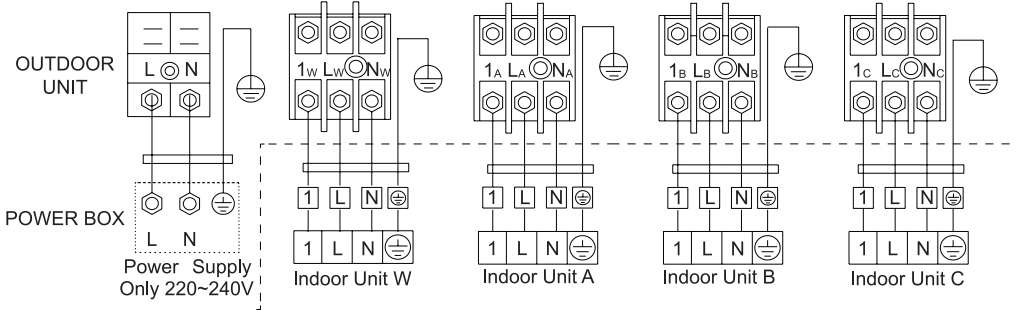 OUTDOOR
UNIT
L N
1W LW NW
1A LA NA
1B LB NB
1C LC NC
1 L N
1 L N
1 L N
1 L N
POWER BOX
L N
1 L N
1 L N
1 L N
1 L N
Power Supply
Only 220~240V
Indoor Unit W
Indoor Unit A
Indoor Unit B
Indoor Unit C